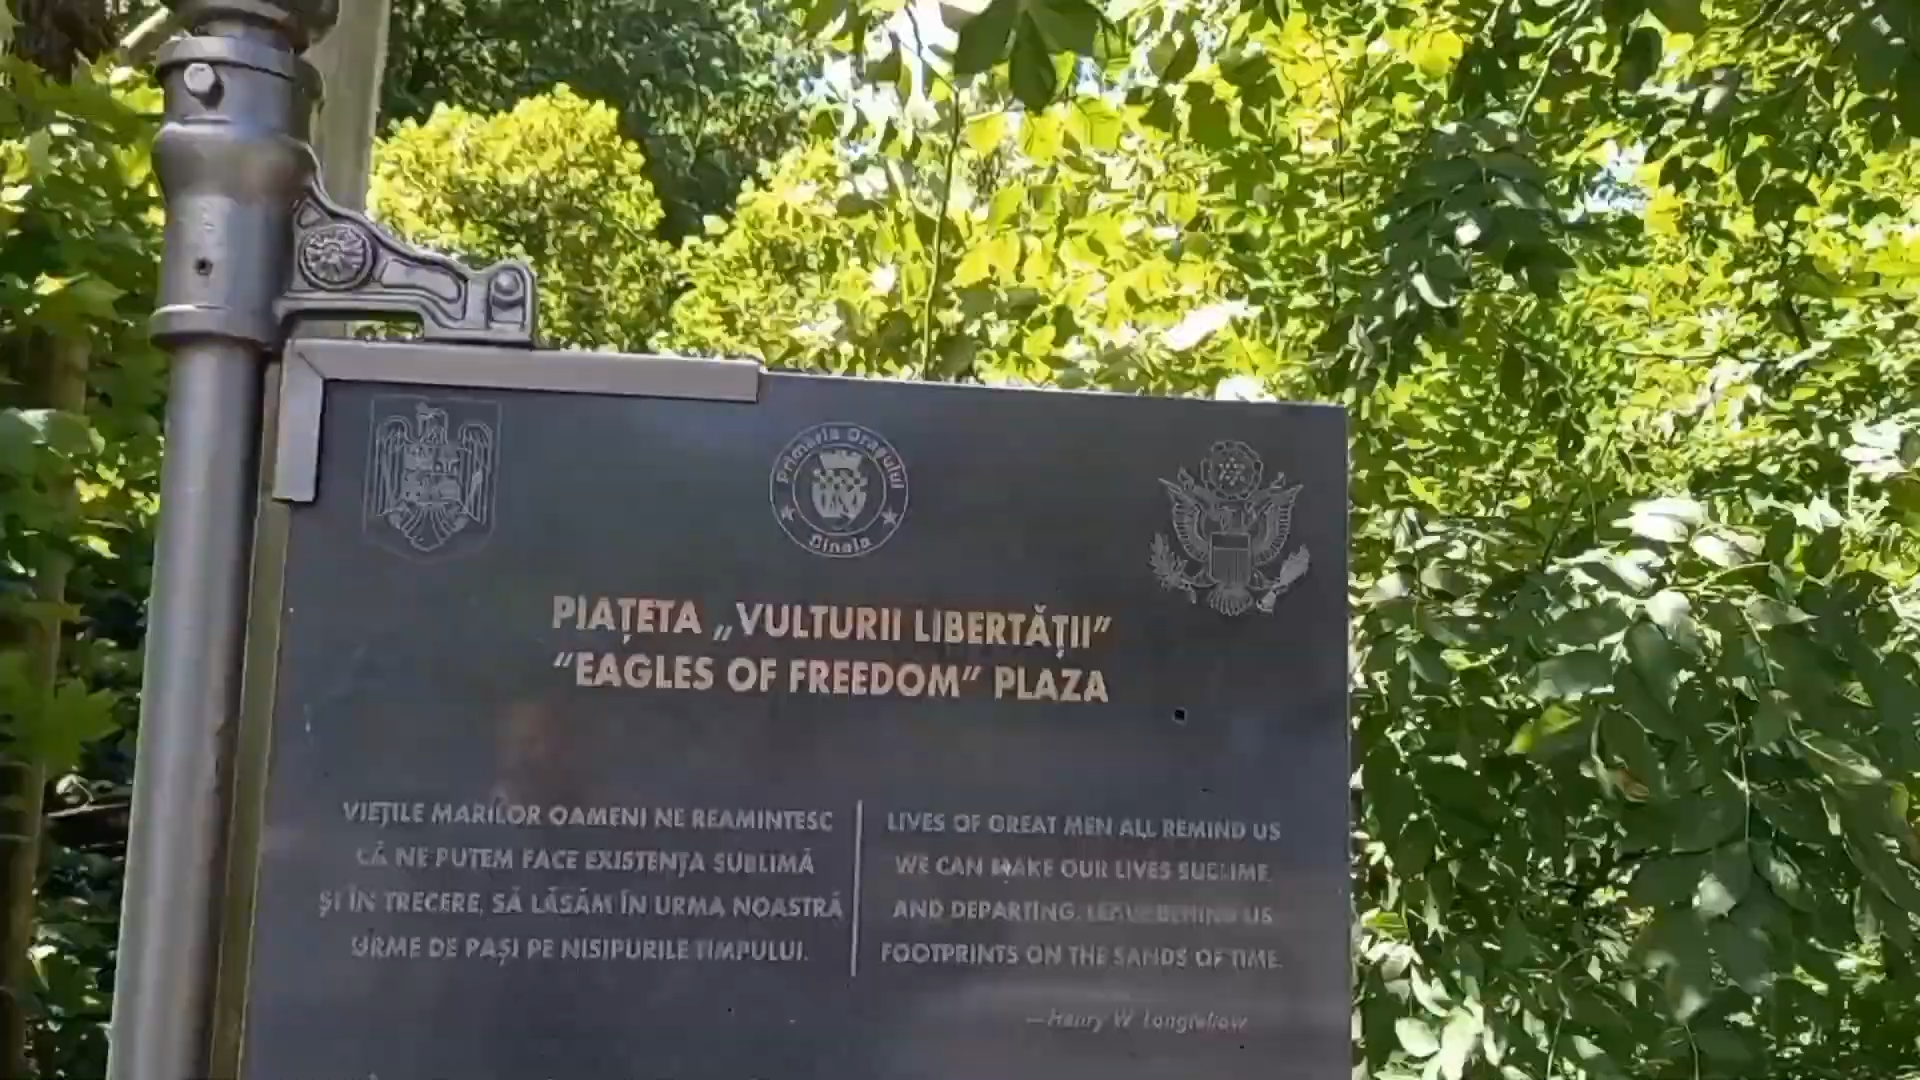 Primăria Orașului
Sinaia
PIAȚETA „VULTURII LIBERTĂȚII”
“EAGLES OF FREEDOM” PLAZA
VIEȚILE MARILOR OAMENI NE REAMINTESC
CĂ NE PUTEM FACE EXISTENȚA SUBLIMĂ
ȘI ÎN TRECERE, SĂ LĂSĂM ÎN URMA NOASTRĂ
URME DE PAȘI PE NISIPURILE TIMPULUI.
LIVES OF GREAT MEN ALL REMIND US
WE CAN MAKE OUR LIVES SUBLIME,
AND DEPARTING, LEAVE BEHIND US
FOOTPRINTS ON THE SANDS OF TIME.
—Henry W. Longfellow